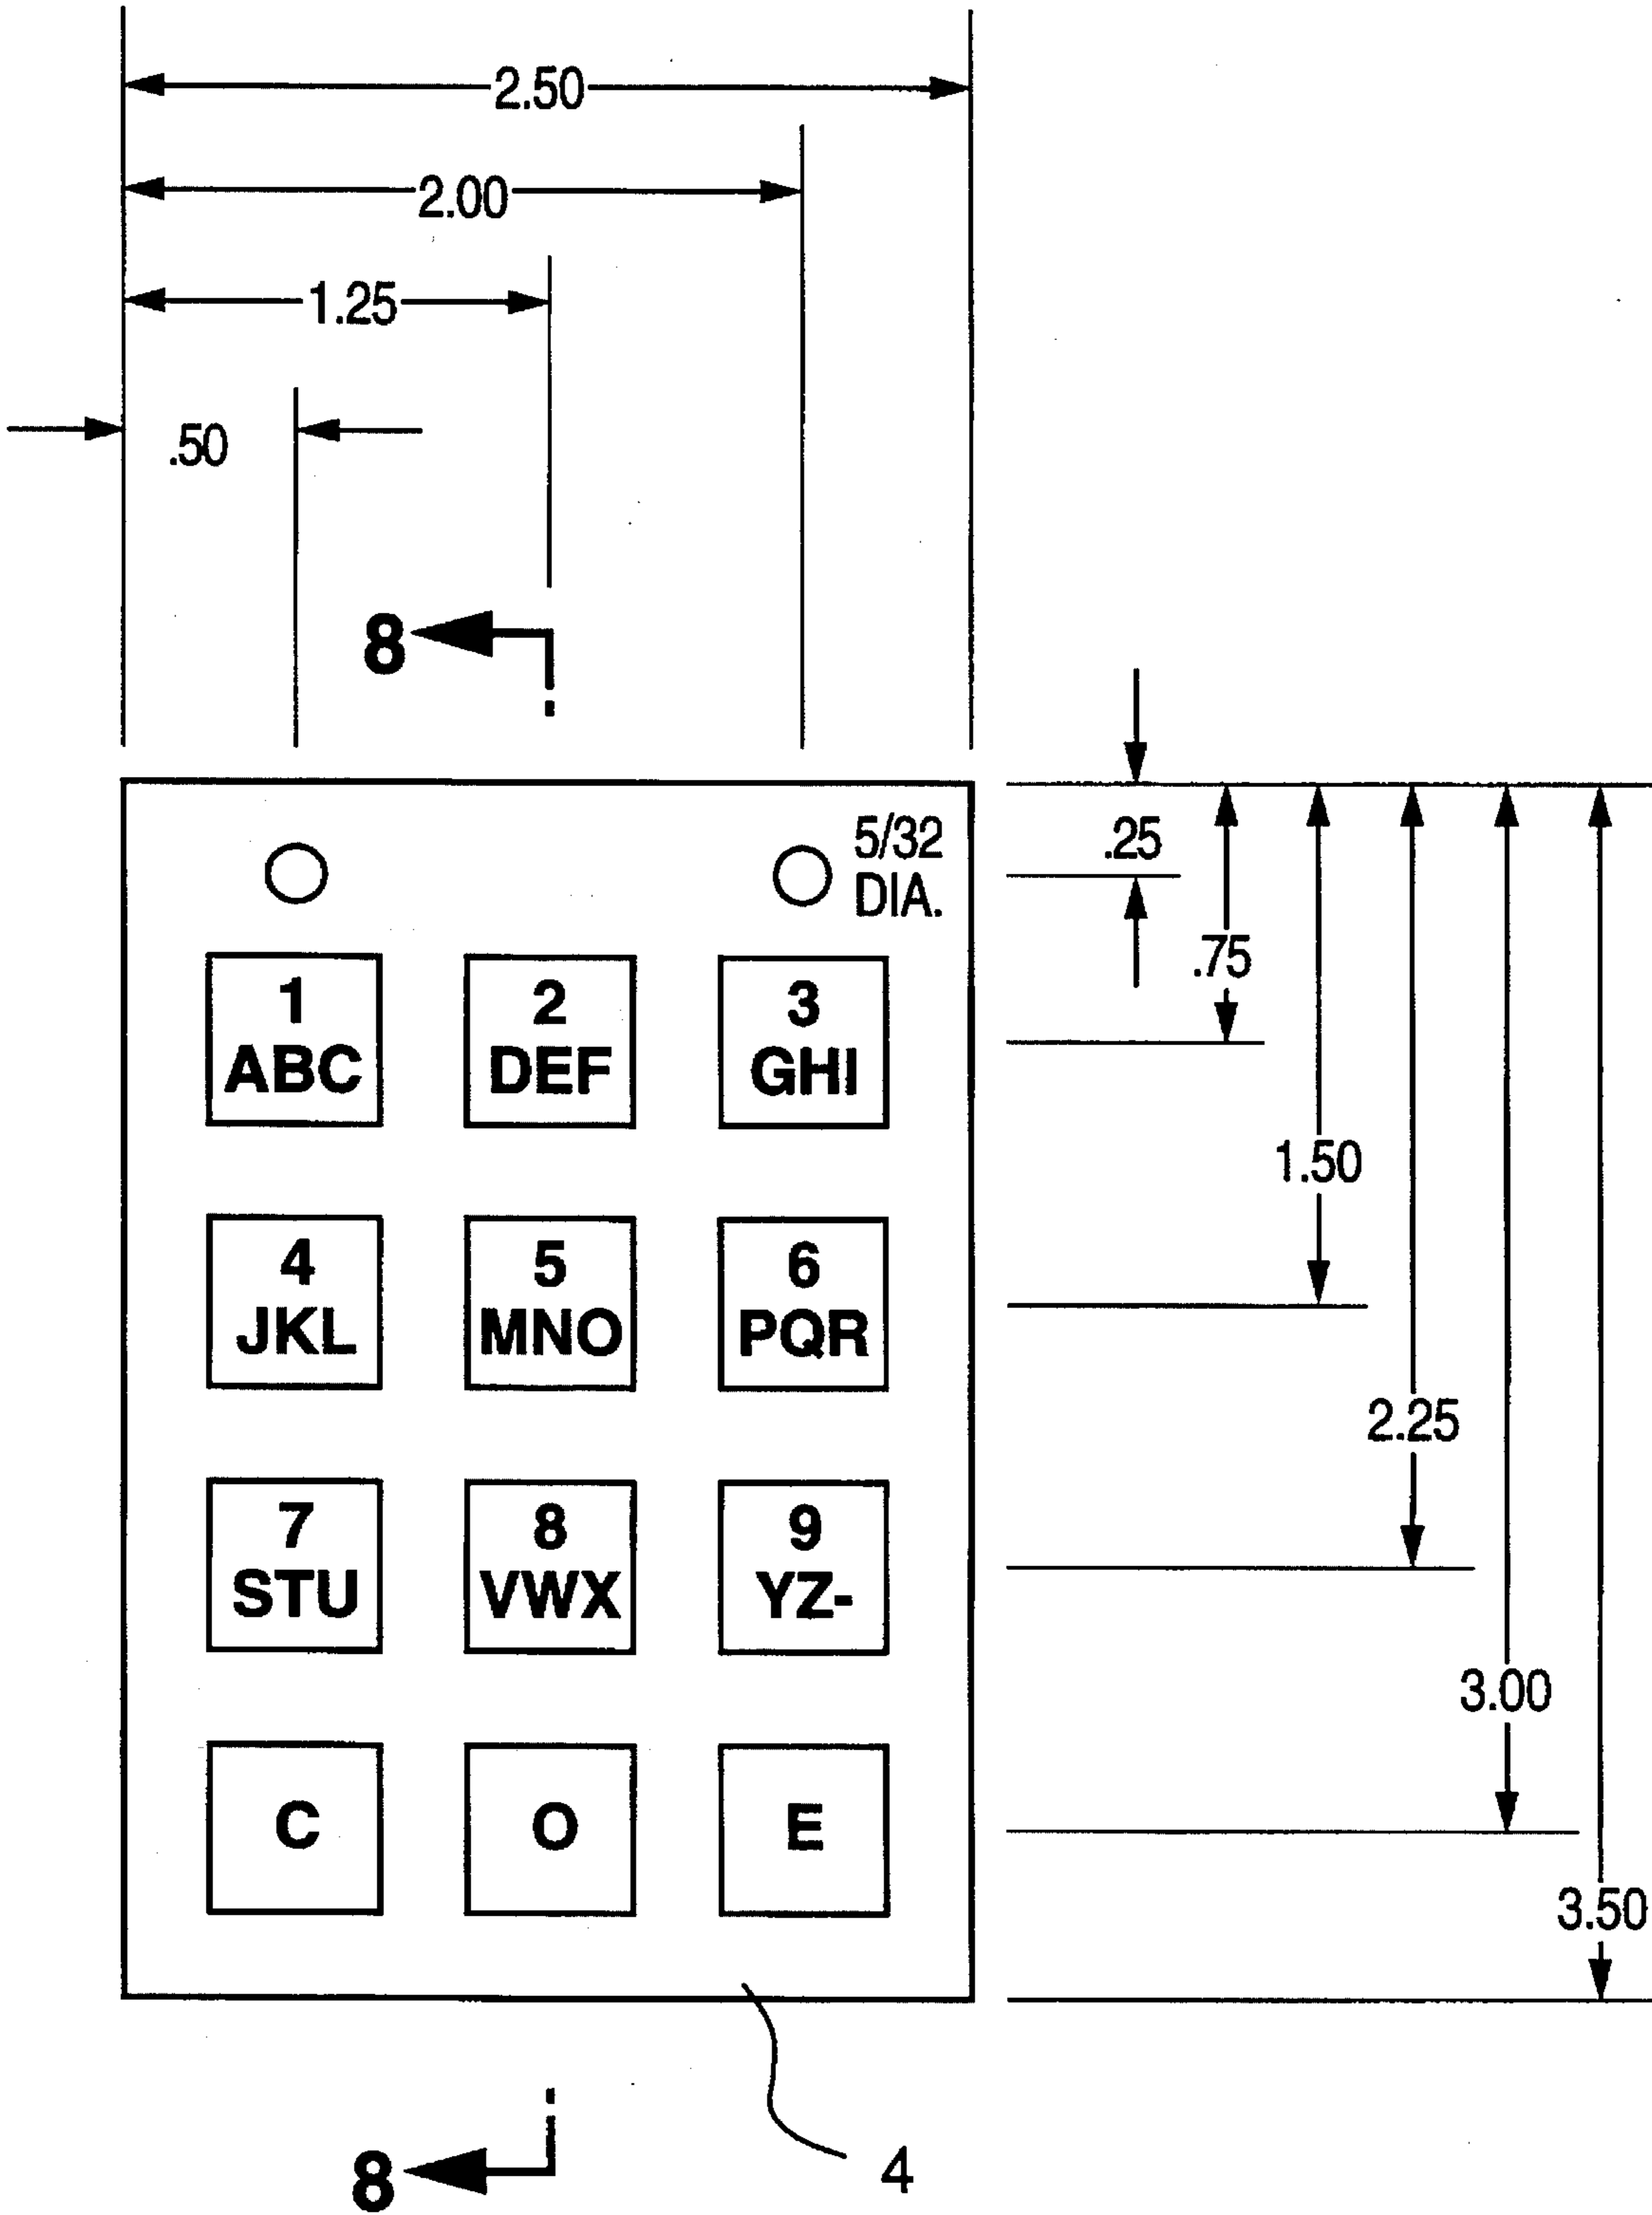 2.50
2.00
1.25
.50
8
5/32
DIA.
.25
.75
1
ABC
2
DEF
3
GHI
1.50
4
JKL
5
MNO
6
PQR
2.25
7
STU
8
VWX
9
YZ-
3.00
C
O
E
3.50
8
4